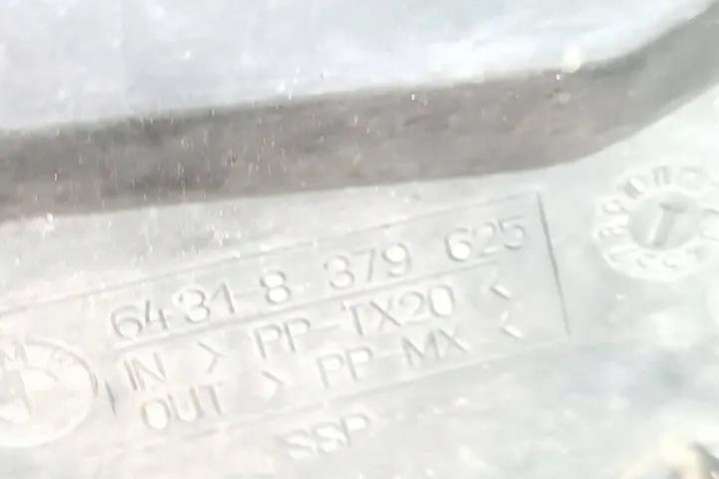 6431-8 379 625
IN > PP-TX20 <
OUT > PP-MX <
SSP